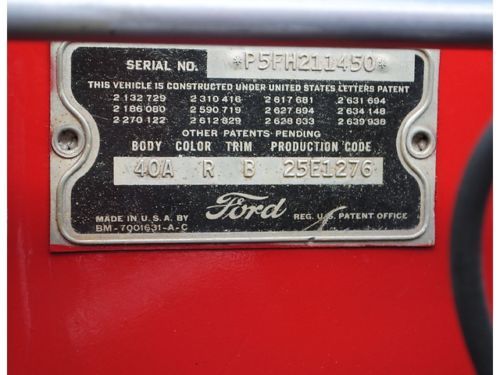 SERIAL NO. *P5FH211450*
THIS VEHICLE IS CONSTRUCTED UNDER UNITED STATES LETTERS PATENT
2 132 729 2 310 416 2 617 681 2 631 694
2 186 080 2 590 719 2 627 694 2 634 148
2 270 122 2 612 829 2 628 833 2 639 938
OTHER PATENTS PENDING
BODY COLOR TRIM PRODUCTION CODE
40A R B 25E1276
MADE IN U.S.A. BY Ford REG. U.S. PATENT OFFICE
BM-7001631-A-C